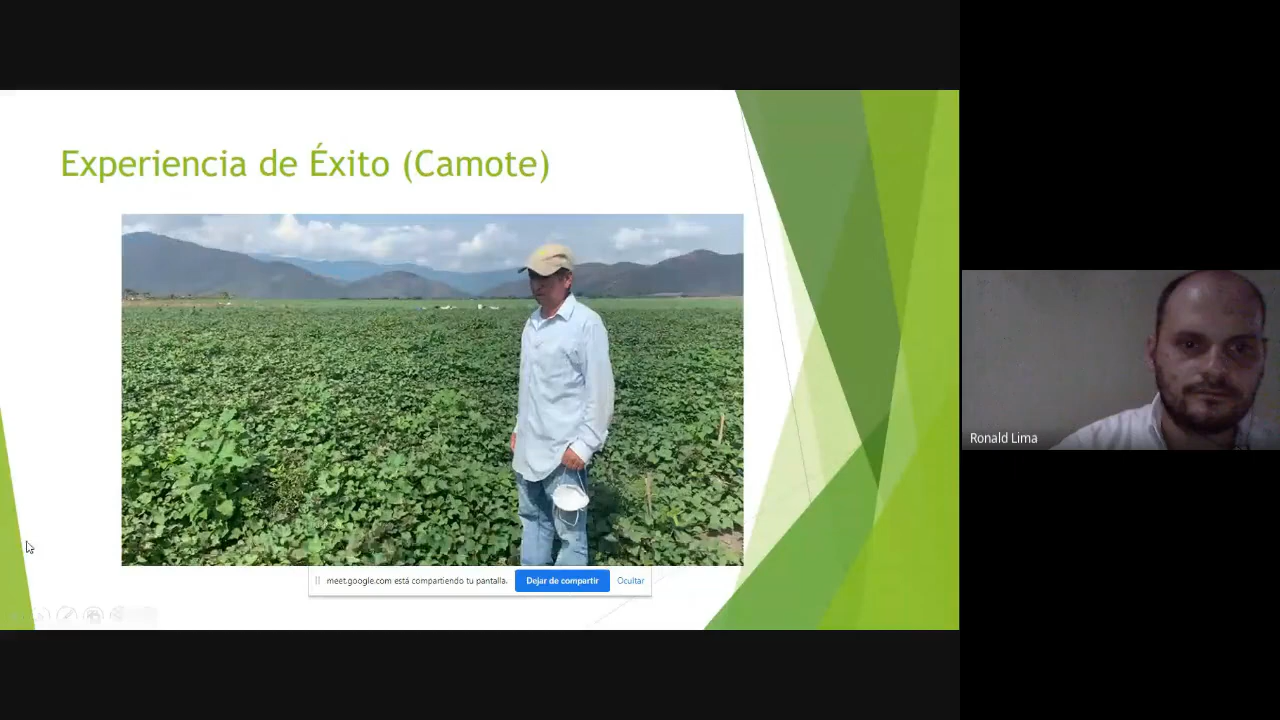 Experiencia de Éxito (Camote)
meet.google.com está compartiendo tu pantalla.
Dejar de compartir
Ocultar
Ronald Lima